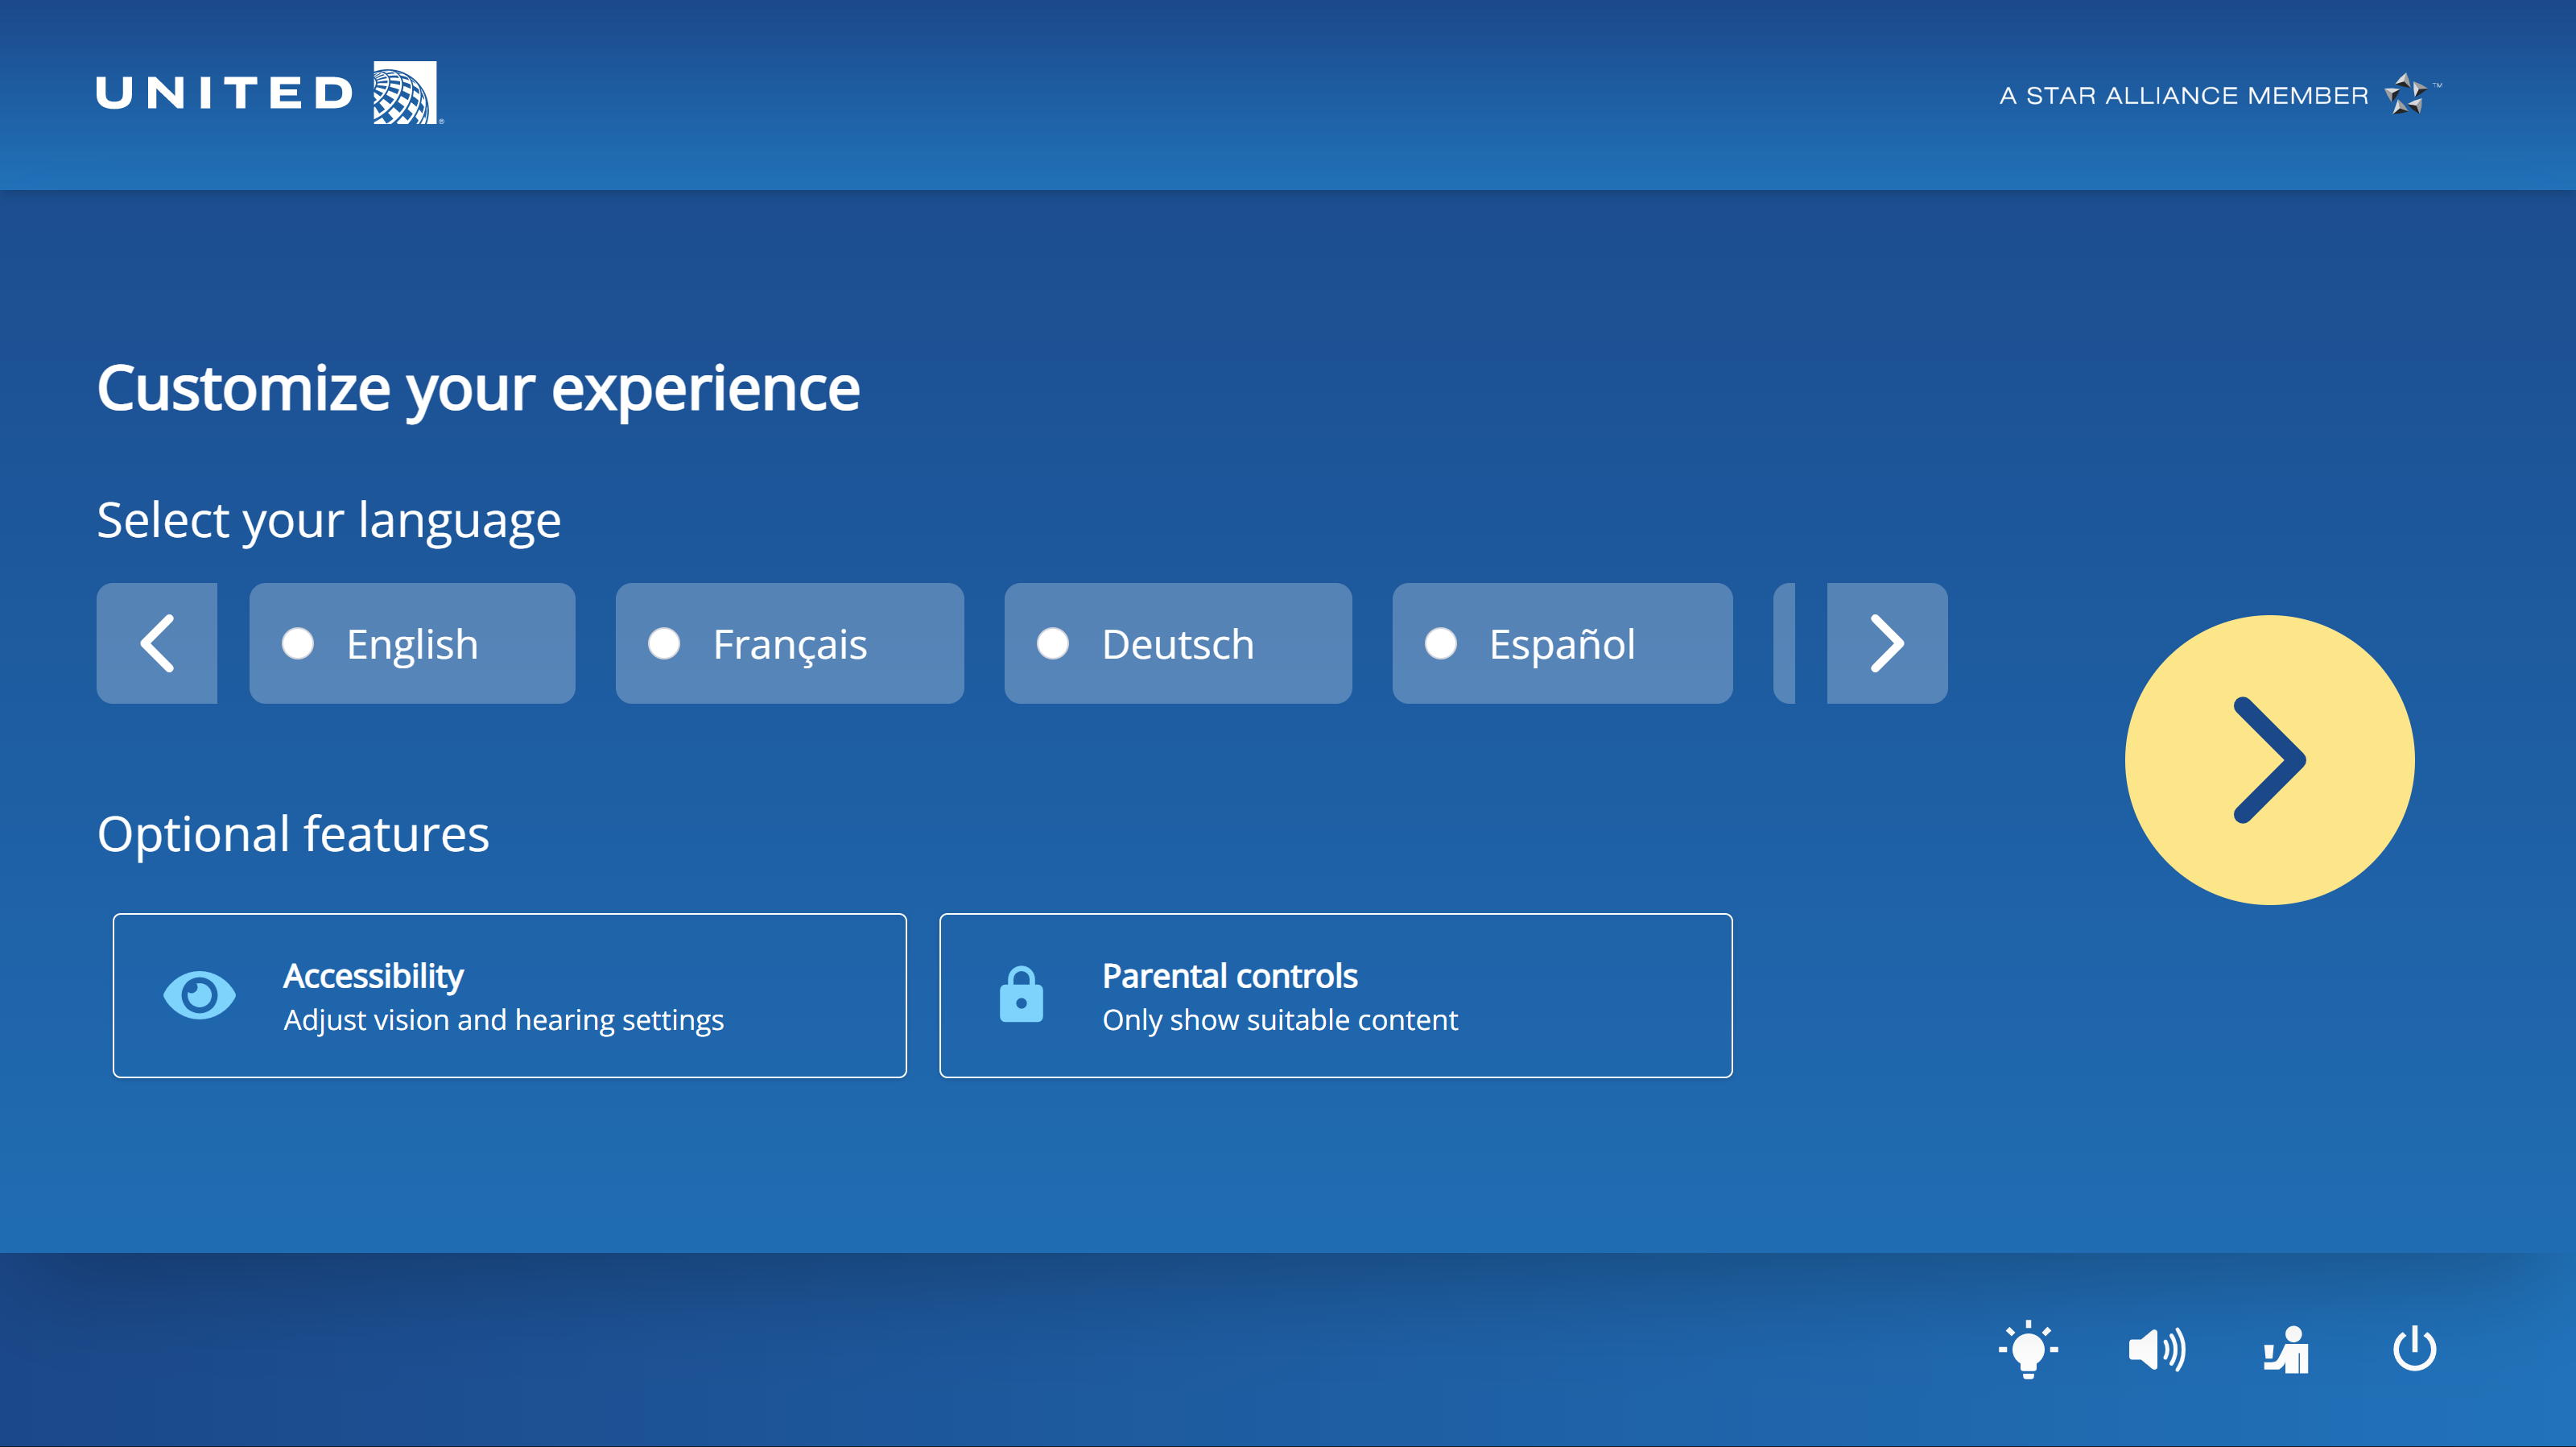 UNITED
A STAR ALLIANCE MEMBER ™
Customize your experience
Select your language
English
Français
Deutsch
Español
Optional features
Accessibility
Adjust vision and hearing settings
Parental controls
Only show suitable content